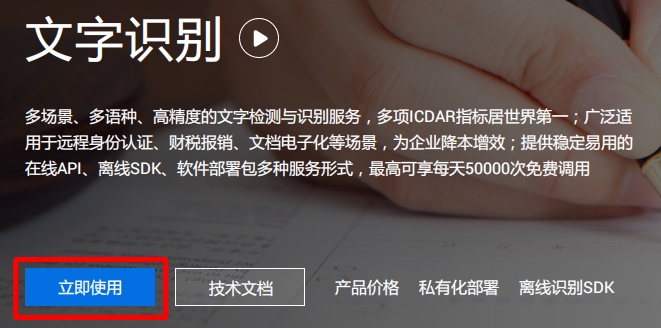 文字识别
多场景、多语种、高精度的文字检测与识别服务，多项ICDAR指标居世界第一；广泛适
用于远程身份认证、财税报销、文档电子化等场景，为企业降本增效；提供稳定易用的
在线API、离线SDK、软件部署包多种服务形式，最高可享每天50000次免费调用
立即使用 技术文档 产品价格 私有化部署 离线识别SDK